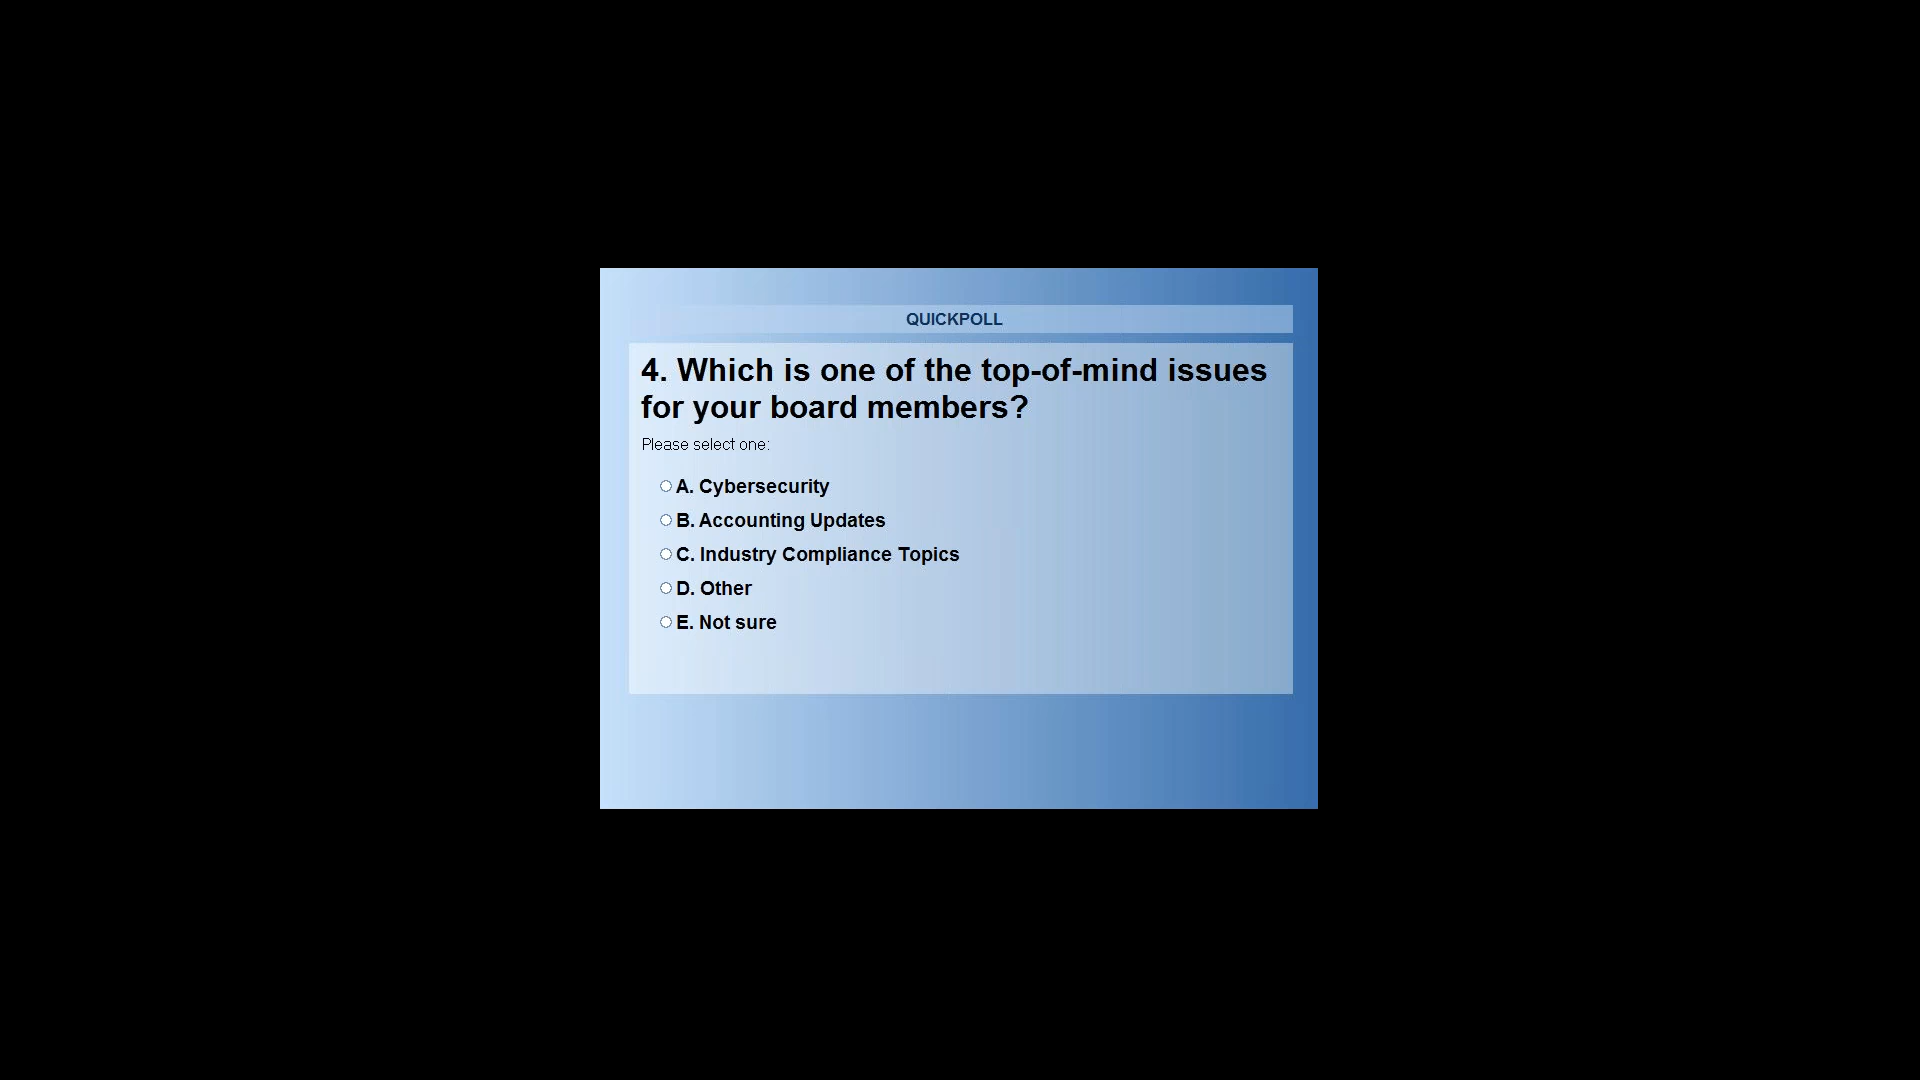 QUICKPOLL
4. Which is one of the top-of-mind issues
for your board members?
Please select one:
A. Cybersecurity
B. Accounting Updates
C. Industry Compliance Topics
D. Other
E. Not sure